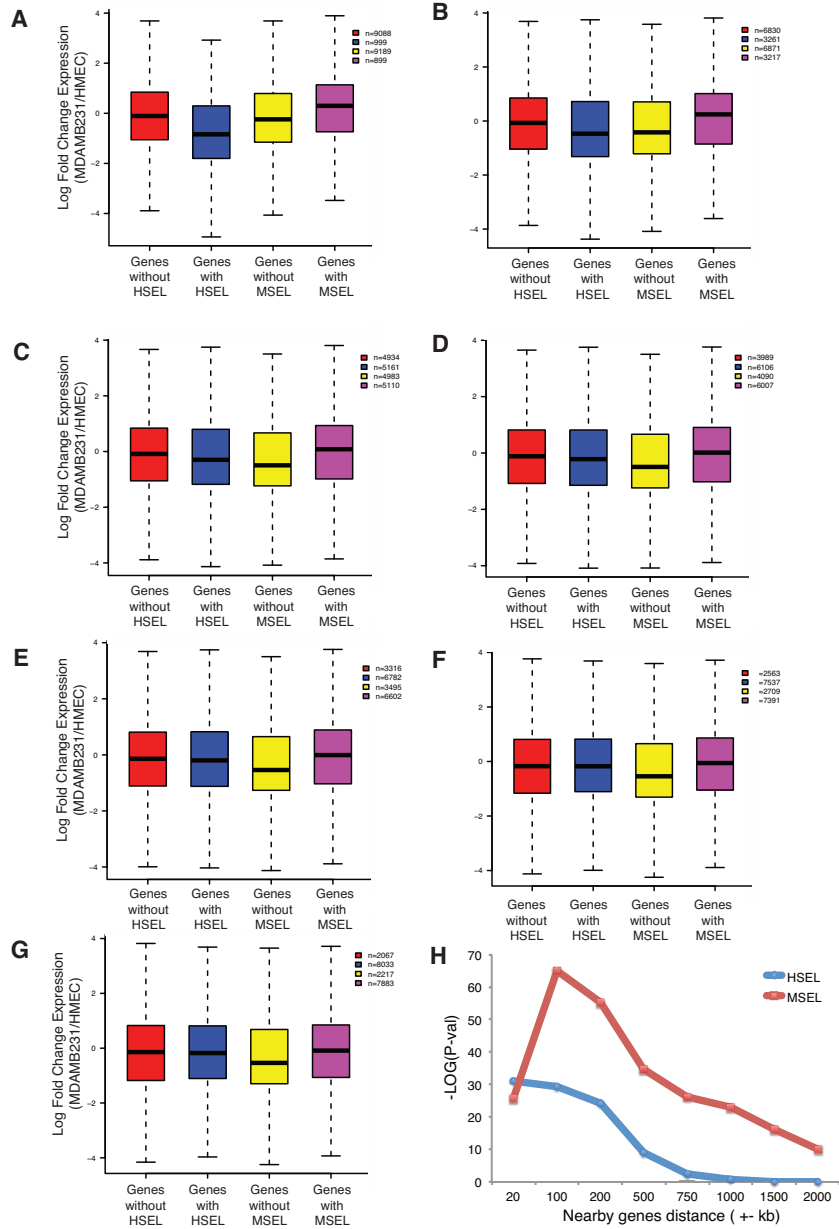 A
Log Fold Change Expression
(MDAMB231/HMEC)
4
2
0
−2
−4
n=9088
n=999
n=9189
n=899
Genes without HSEL
Genes with HSEL
Genes without MSEL
Genes with MSEL
B
4
2
0
−2
−4
n=6830
n=3261
n=6871
n=3217
Genes without HSEL
Genes with HSEL
Genes without MSEL
Genes with MSEL
C
Log Fold Change Expression
(MDAMB231/HMEC)
4
2
0
−2
−4
n=4934
n=5161
n=4983
n=5110
Genes without HSEL
Genes with HSEL
Genes without MSEL
Genes with MSEL
D
4
2
0
−2
−4
n=3989
n=6106
n=4090
n=6007
Genes without HSEL
Genes with HSEL
Genes without MSEL
Genes with MSEL
E
Log Fold Change Expression
(MDAMB231/HMEC)
4
2
0
−2
−4
n=3316
n=6782
n=3495
n=6602
Genes without HSEL
Genes with HSEL
Genes without MSEL
Genes with MSEL
F
4
2
0
−2
−4
=2563
=7537
=2709
=7391
Genes without HSEL
Genes with HSEL
Genes without MSEL
Genes with MSEL
G
Log Fold Change Expression
(MDAMB231/HMEC)
4
2
0
−2
−4
n=2067
n=8033
n=2217
n=7883
Genes without HSEL
Genes with HSEL
Genes without MSEL
Genes with MSEL
H
-LOG(P-val)
70
60
50
40
30
20
10
0
HSEL
MSEL
20 100 200 500 750 1000 1500 2000
Nearby genes distance ( +- kb)